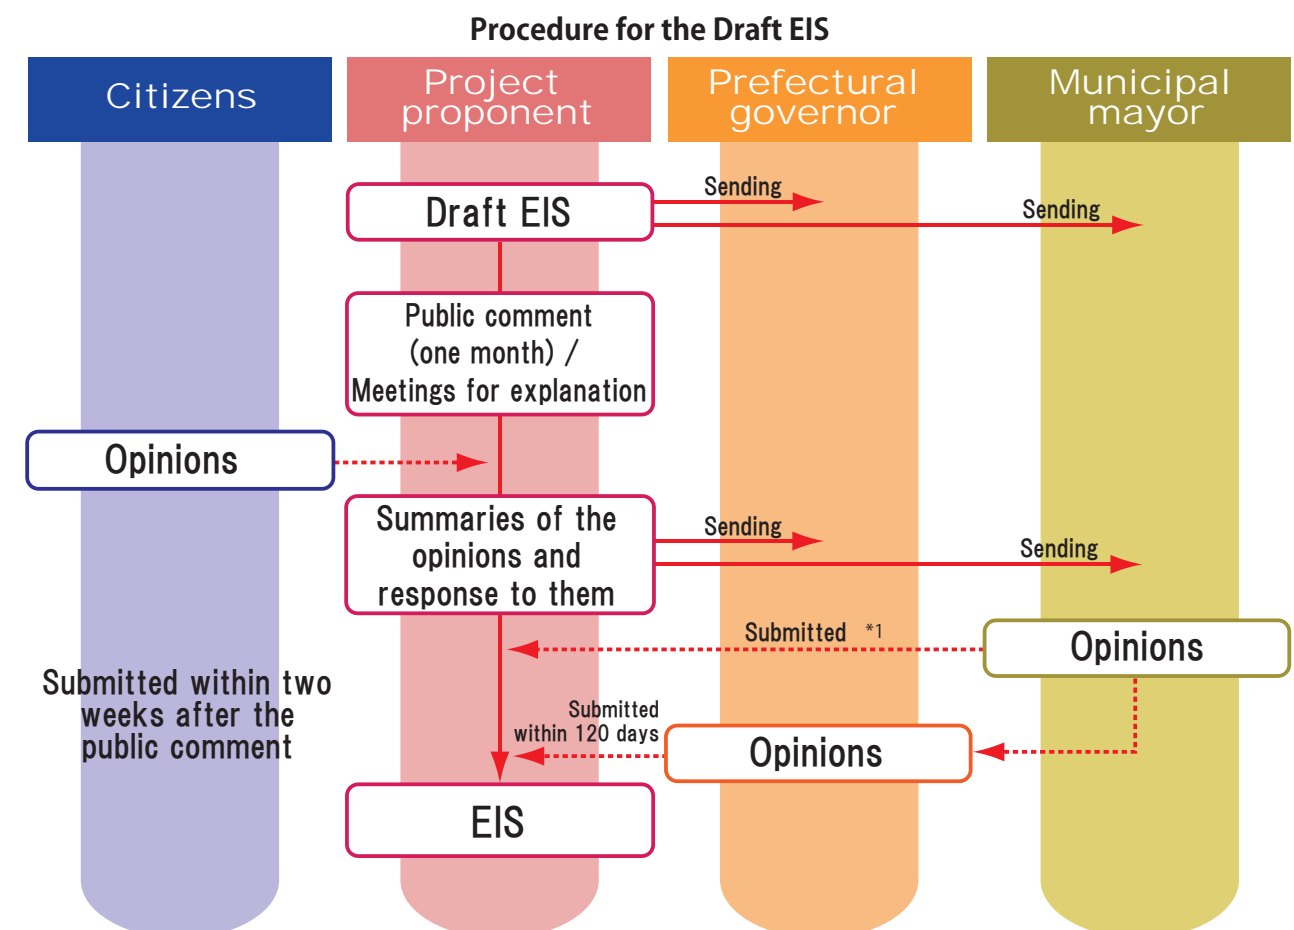 Procedure for the Draft EIS
Citizens
Project
proponent
Prefectural
governor
Municipal
mayor
Draft EIS
Sending
Sending
Public comment
(one month) /
Meetings for explanation
Opinions
Summaries of the
opinions and
response to them
Sending
Sending
Submitted *1
Opinions
Submitted within two
weeks after the
public comment
Submitted
within 120 days
Opinions
EIS